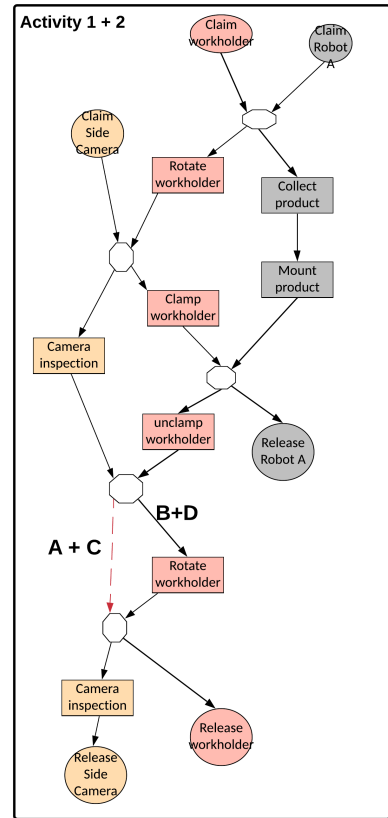 Activity 1 + 2
Claim
workholder
Claim
Robot
A
Claim
Side
Camera
Rotate
workholder
Collect
product
Clamp
workholder
Mount
product
Camera
inspection
unclamp
workholder
Release
Robot A
B+D
A + C
Rotate
workholder
Camera
inspection
Release
workholder
Release
Side
Camera